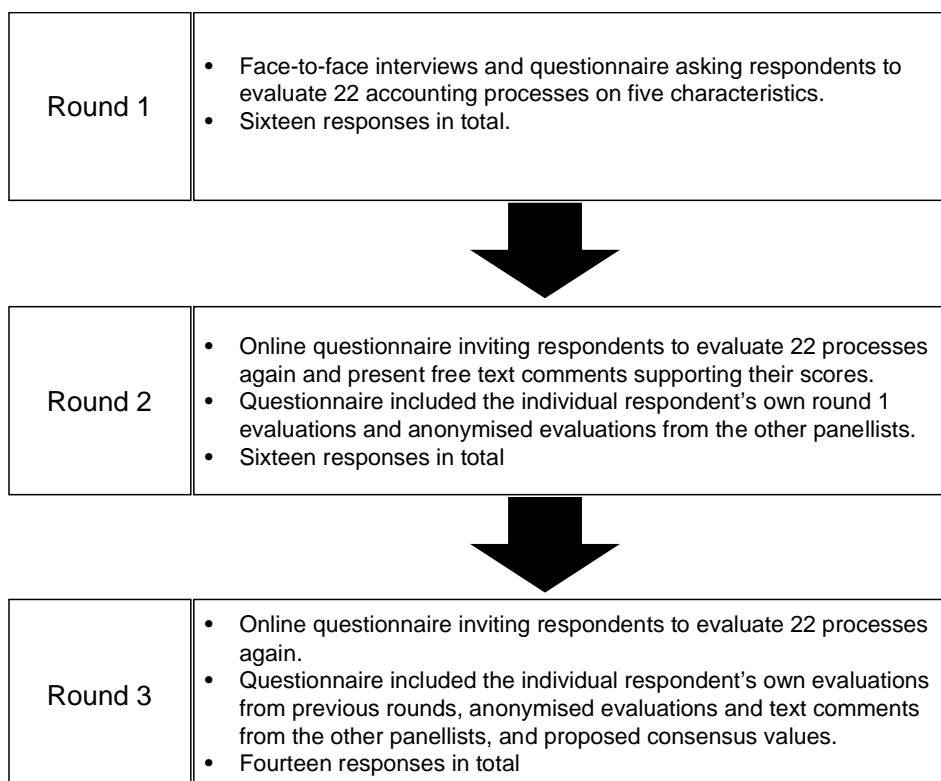 Round 1
• Face-to-face interviews and questionnaire asking respondents to
evaluate 22 accounting processes on five characteristics.
• Sixteen responses in total.
Round 2
• Online questionnaire inviting respondents to evaluate 22 processes
again and present free text comments supporting their scores.
• Questionnaire included the individual respondent’s own round 1
evaluations and anonymised evaluations from the other panellists.
• Sixteen responses in total
Round 3
• Online questionnaire inviting respondents to evaluate 22 processes
again.
• Questionnaire included the individual respondent’s own evaluations
from previous rounds, anonymised evaluations and text comments
from the other panellists, and proposed consensus values.
• Fourteen responses in total